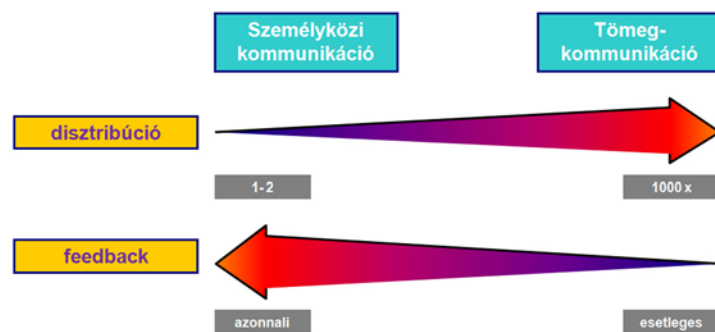 Személyközi
kommunikáció
Tömeg-
kommunikáció
disztribúció
1-2
1000 x
feedback
azonnali
esetleges